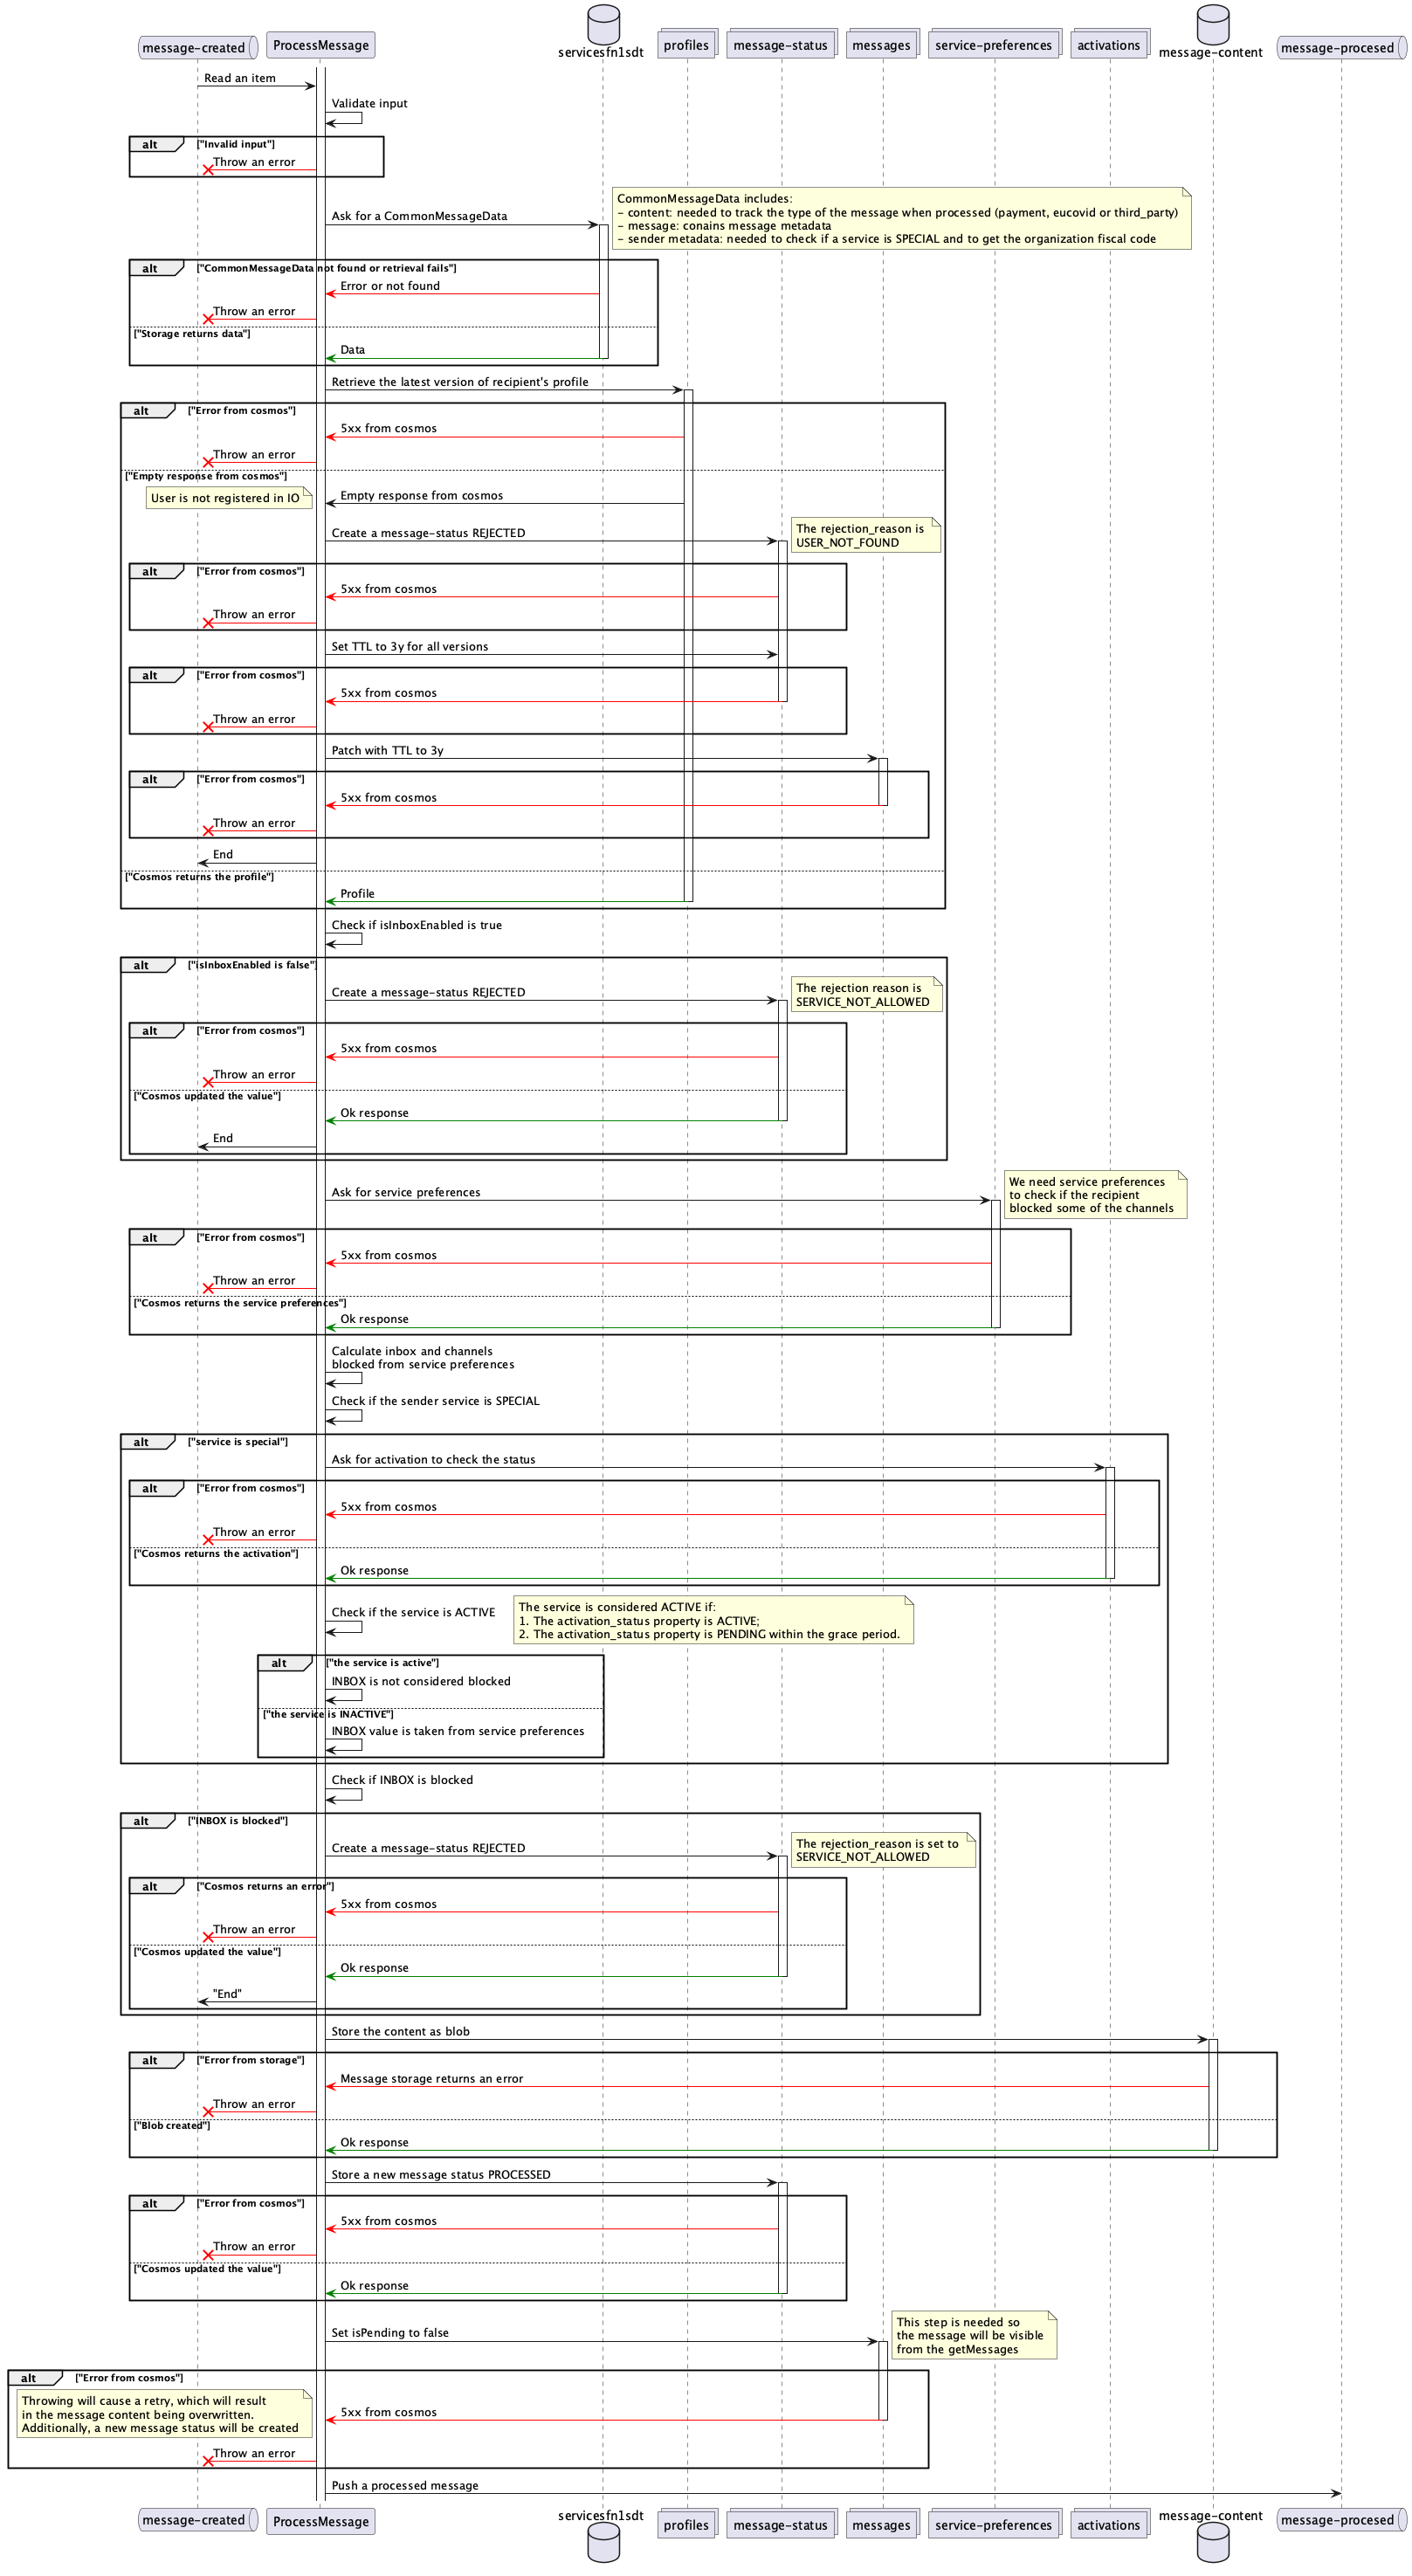 message-created
ProcessMessage
servicesfn1sdt
profiles
message-status
messages
service-preferences
activations
message-content
message-procesed
Read an item
Validate input
alt
["Invalid input"]
Throw an error
CommonMessageData includes:
- content: needed to track the type of the message when processed (payment, eucovid or third_party)
- message: conains message metadata
- sender metadata: needed to check if a service is SPECIAL and to get the organization fiscal code
Ask for a CommonMessageData
alt
["CommonMessageData not found or retrieval fails"]
Error or not found
Throw an error
["Storage returns data"]
Data
Retrieve the latest version of recipient's profile
alt
["Error from cosmos"]
5xx from cosmos
Throw an error
["Empty response from cosmos"]
User is not registered in IO
Empty response from cosmos
The rejection_reason is
USER_NOT_FOUND
Create a message-status REJECTED
alt
["Error from cosmos"]
5xx from cosmos
Throw an error
Set TTL to 3y for all versions
alt
["Error from cosmos"]
5xx from cosmos
Throw an error
Patch with TTL to 3y
alt
["Error from cosmos"]
5xx from cosmos
Throw an error
End
["Cosmos returns the profile"]
Profile
Check if isInboxEnabled is true
alt
["isInboxEnabled is false"]
The rejection reason is
SERVICE_NOT_ALLOWED
Create a message-status REJECTED
alt
["Error from cosmos"]
5xx from cosmos
Throw an error
["Cosmos updated the value"]
Ok response
End
We need service preferences
to check if the recipient
blocked some of the channels
Ask for service preferences
alt
["Error from cosmos"]
5xx from cosmos
Throw an error
["Cosmos returns the service preferences"]
Ok response
Calculate inbox and channels
blocked from service preferences
Check if the sender service is SPECIAL
alt
["service is special"]
Ask for activation to check the status
alt
["Error from cosmos"]
5xx from cosmos
Throw an error
["Cosmos returns the activation"]
Ok response
The service is considered ACTIVE if:
1. The activation_status property is ACTIVE;
2. The activation_status property is PENDING within the grace period.
Check if the service is ACTIVE
alt
["the service is active"]
INBOX is not considered blocked
["the service is INACTIVE"]
INBOX value is taken from service preferences
Check if INBOX is blocked
alt
["INBOX is blocked"]
The rejection_reason is set to
SERVICE_NOT_ALLOWED
Create a message-status REJECTED
alt
["Cosmos returns an error"]
5xx from cosmos
Throw an error
["Cosmos updated the value"]
Ok response
"End"
Store the content as blob
alt
["Error from storage"]
Message storage returns an error
Throw an error
["Blob created"]
Ok response
Store a new message status PROCESSED
alt
["Error from cosmos"]
5xx from cosmos
Throw an error
["Cosmos updated the value"]
Ok response
This step is needed so
the message will be visible
from the getMessages
Set isPending to false
alt
["Error from cosmos"]
Throwing will cause a retry, which will result
in the message content being overwritten.
Additionally, a new message status will be created
5xx from cosmos
Throw an error
Push a processed message
message-created
ProcessMessage
servicesfn1sdt
profiles
message-status
messages
service-preferences
activations
message-content
message-procesed